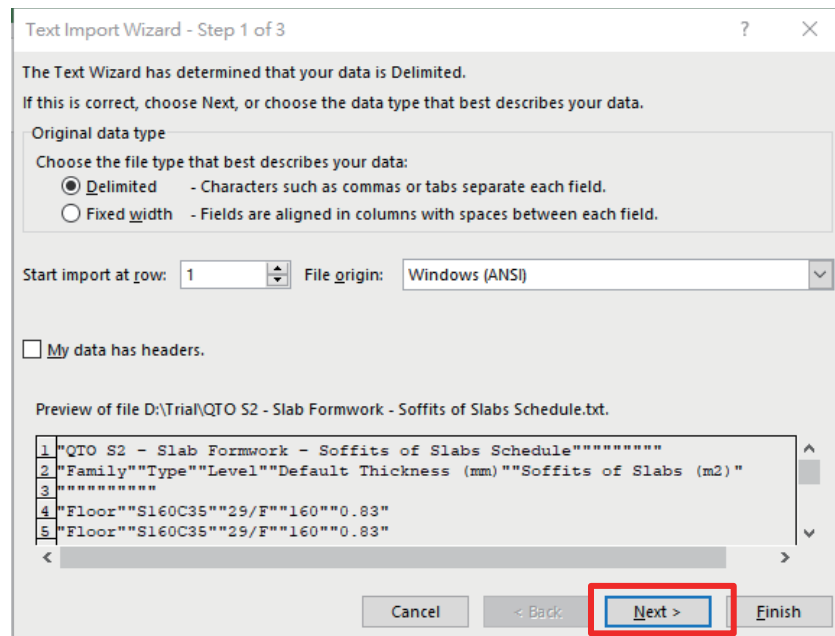 Text Import Wizard - Step 1 of 3 ?
The Text Wizard has determined that your data is Delimited.
If this is correct, choose Next, or choose the data type that best describes your data.
Original data type
Choose the file type that best describes your data:
Delimited - Characters such as commas or tabs separate each field.
Fixed width - Fields are aligned in columns with spaces between each field.
Start import at row: 1 File origin: Windows (ANSI)
My data has headers.
Preview of file D:\Trial\QTO S2 - Slab Formwork - Soffits of Slabs Schedule.txt.
1 "QTO S2 - Slab Formwork - Soffits of Slabs Schedule"""""""""
2 "Family""Type""Level""Default Thickness (mm)""Soffits of Slabs (m2)"
3 """"""""""
4 "Floor""S160C35""29/F""160""0.83"
5 "Floor""S160C35""29/F""160""0.83"
Cancel < Back Next > Finish